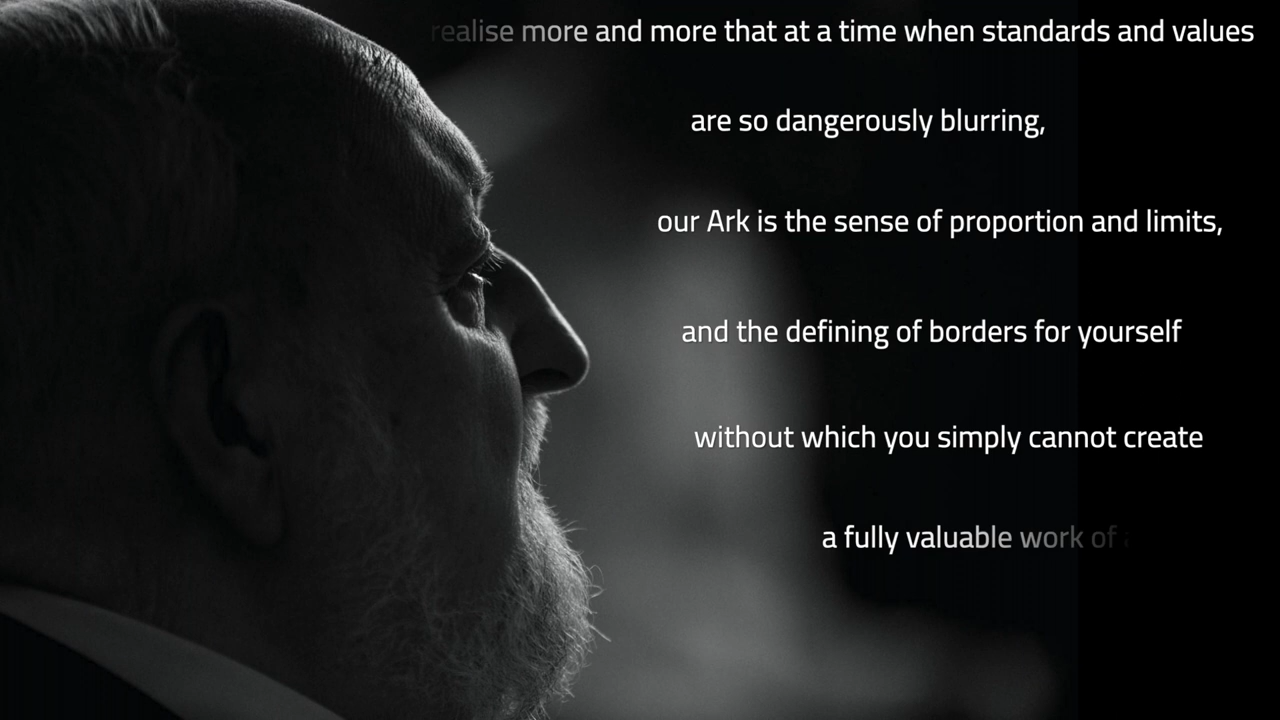 realise more and more that at a time when standards and values
are so dangerously blurring,
our Ark is the sense of proportion and limits,
and the defining of borders for yourself
without which you simply cannot create
a fully valuable work of